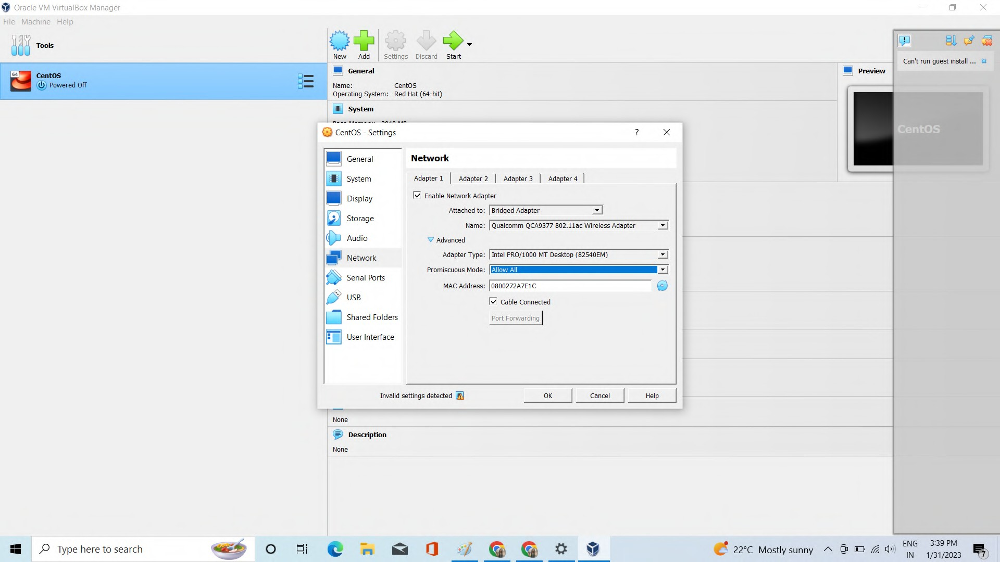 Oracle VM VirtualBox Manager
File Machine Help
Tools
New Add Settings Discard Start
64
CentOS
Powered Off
General
Name: CentOS
Operating System: Red Hat (64-bit)
System
Preview
CentOS
Can't run guest install ...
CentOS - Settings
?
General
System
Display
Storage
Audio
Network
Serial Ports
USB
Shared Folders
User Interface
Network
Adapter 1 Adapter 2 Adapter 3 Adapter 4
Enable Network Adapter
Attached to: Bridged Adapter
Name: Qualcomm QCA9377 802.11ac Wireless Adapter
Advanced
Adapter Type: Intel PRO/1000 MT Desktop (82540EM)
Promiscuous Mode: Allow All
MAC Address: 0800272A7E1C
Cable Connected
Port Forwarding
Invalid settings detected
OK Cancel Help
None
Description
None
Type here to search
22°C Mostly sunny
ENG
IN
3:39 PM
1/31/2023
7